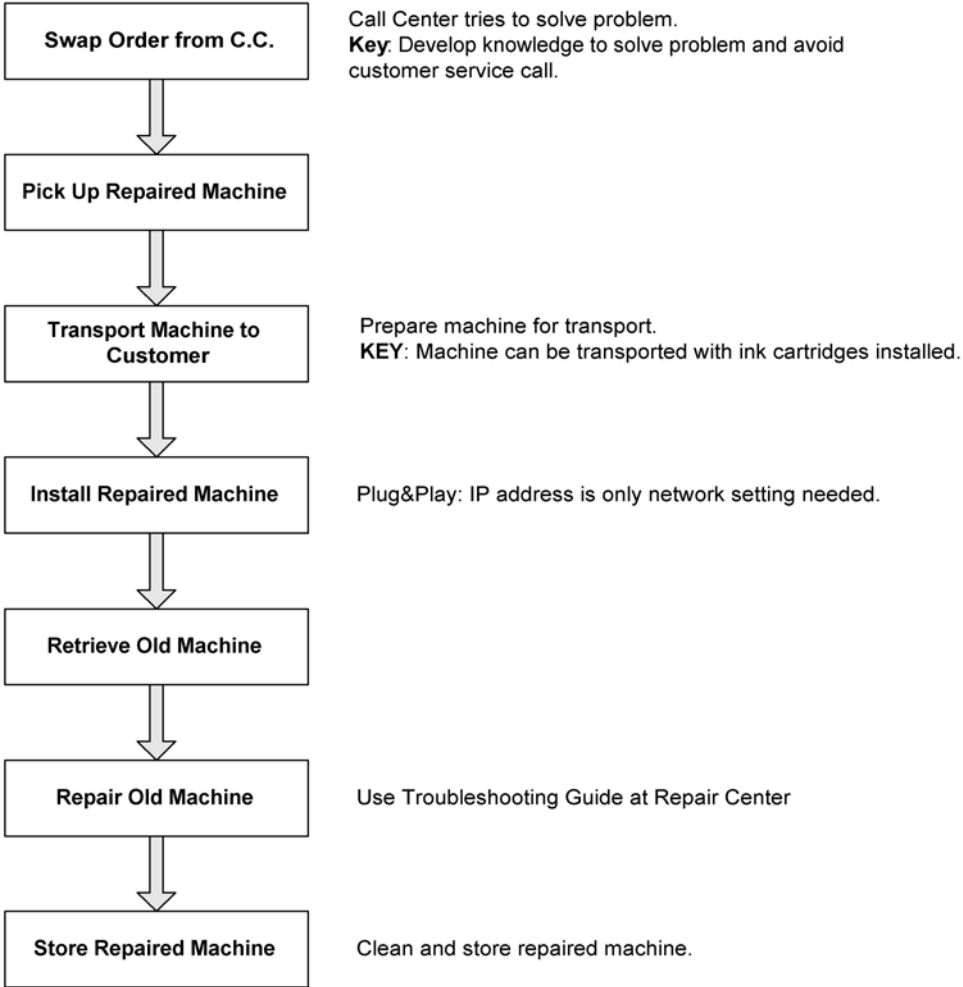 Swap Order from C.C.
Call Center tries to solve problem.
Key: Develop knowledge to solve problem and avoid
customer service call.
Pick Up Repaired Machine
Transport Machine to
Customer
Prepare machine for transport.
KEY: Machine can be transported with ink cartridges installed.
Install Repaired Machine
Plug&Play: IP address is only network setting needed.
Retrieve Old Machine
Repair Old Machine
Use Troubleshooting Guide at Repair Center
Store Repaired Machine
Clean and store repaired machine.